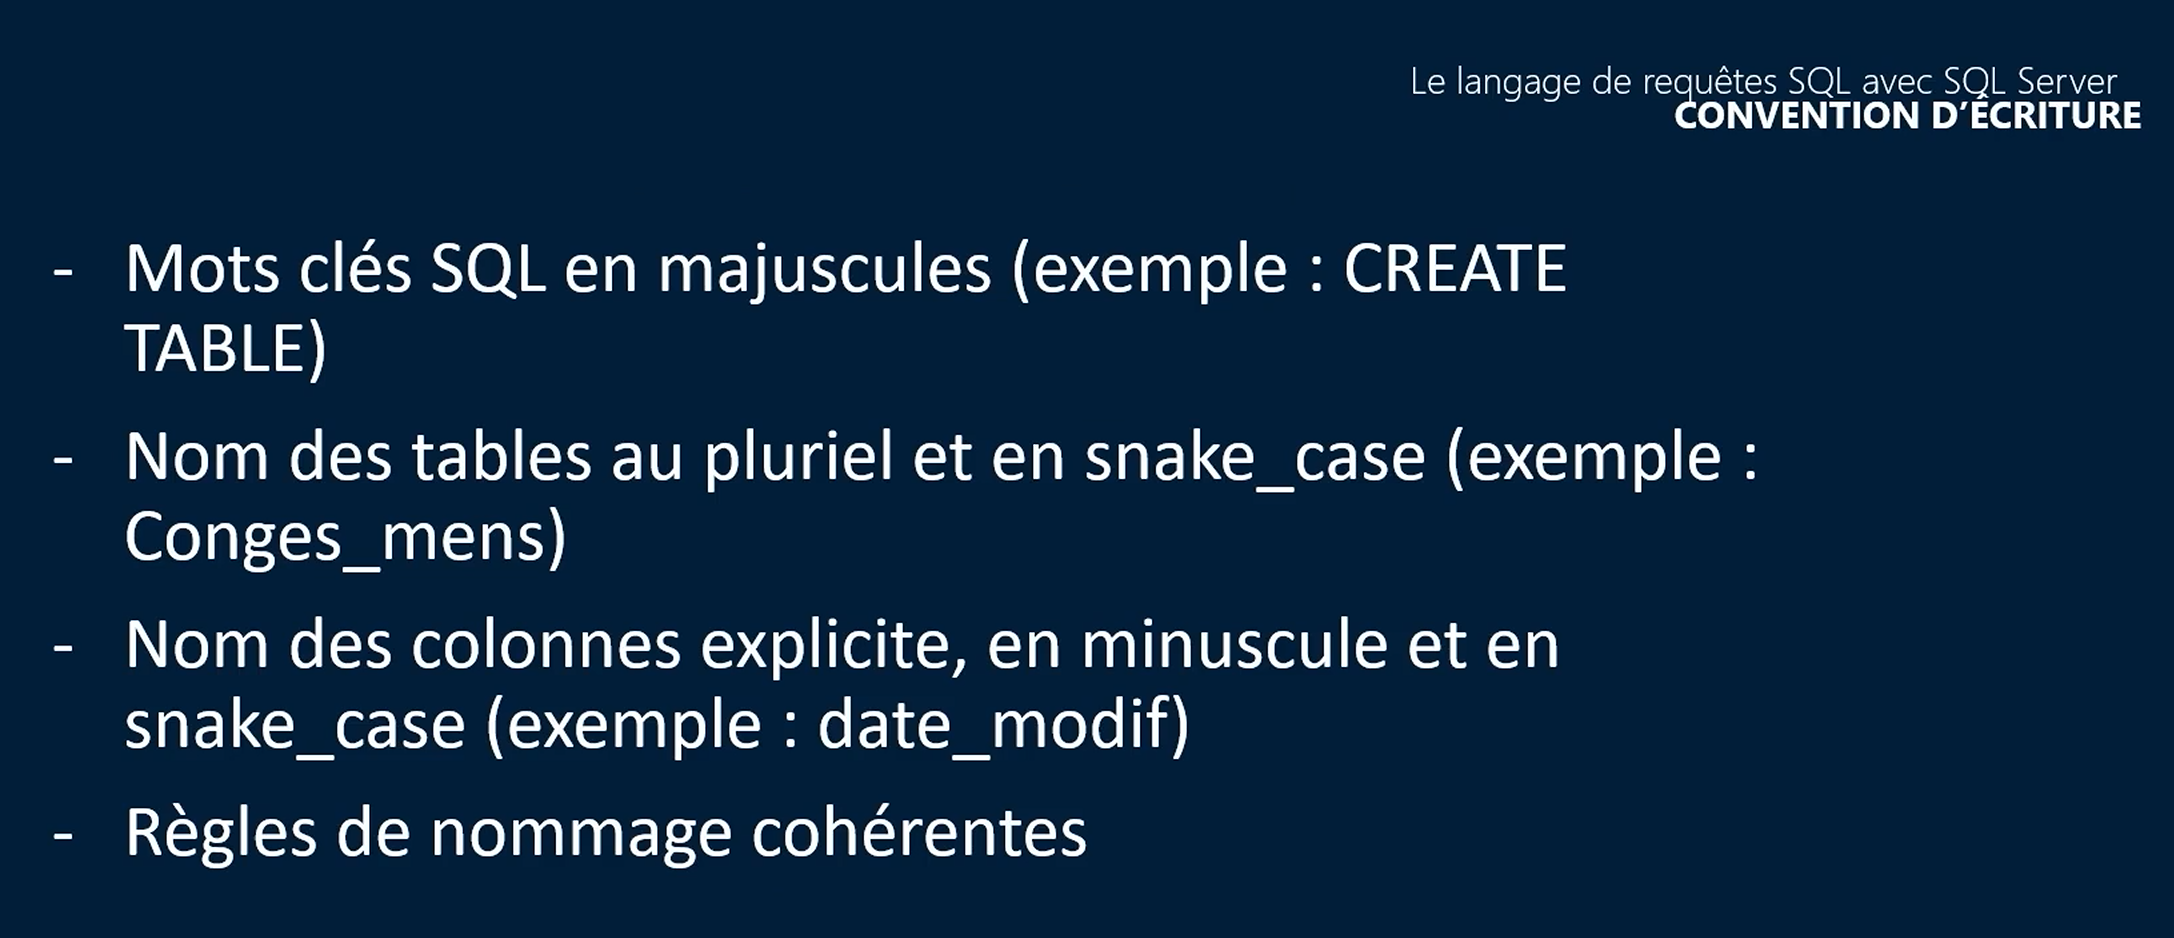 Le langage de requêtes SQL avec SQL Server
CONVENTION D'ÉCRITURE
- Mots clés SQL en majuscules (exemple : CREATE
TABLE)
- Nom des tables au pluriel et en snake_case (exemple :
Conges_mens)
- Nom des colonnes explicite, en minuscule et en
snake_case (exemple : date_modif)
- Règles de nommage cohérentes